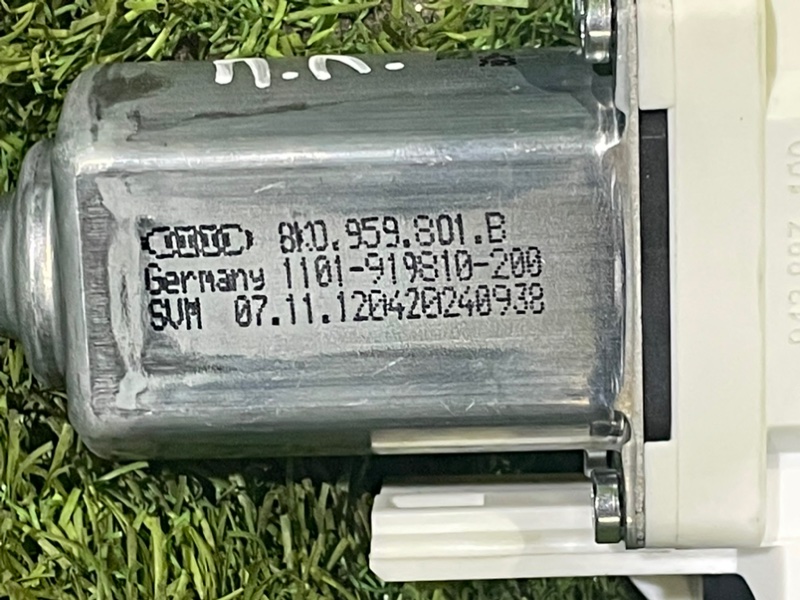 Л.П.
8K0.959.801.B
Germany 1101-919810-200
SVM 07.11.120420240938